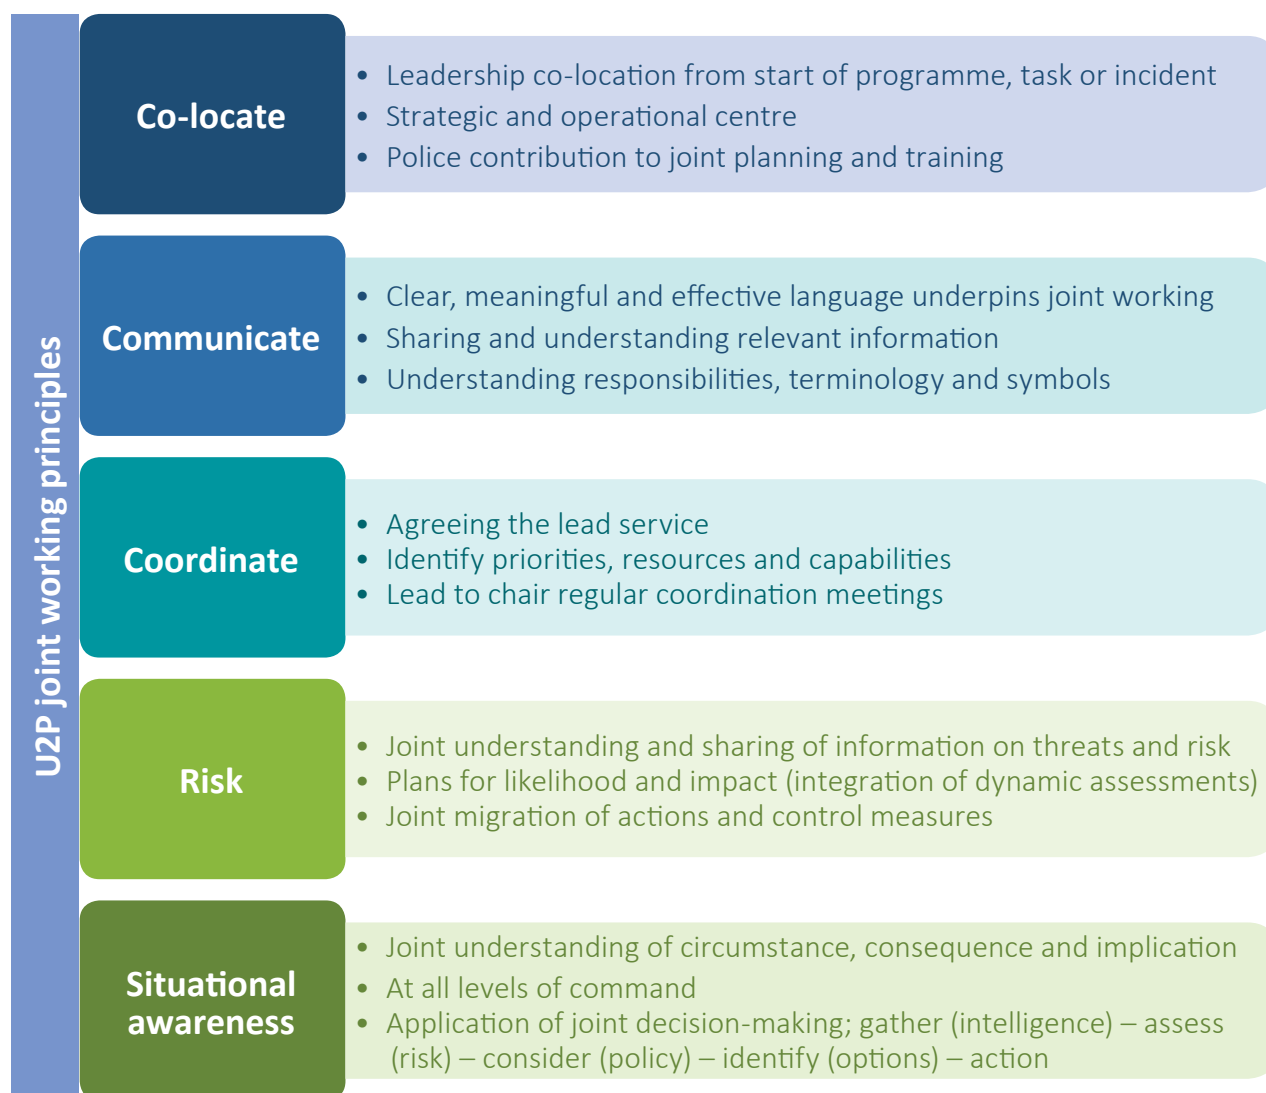 U2P joint working principles
Co-locate
• Leadership co-location from start of programme, task or incident
• Strategic and operational centre
• Police contribution to joint planning and training
Communicate
• Clear, meaningful and effective language underpins joint working
• Sharing and understanding relevant information
• Understanding responsibilities, terminology and symbols
Coordinate
• Agreeing the lead service
• Identify priorities, resources and capabilities
• Lead to chair regular coordination meetings
Risk
• Joint understanding and sharing of information on threats and risk
• Plans for likelihood and impact (integration of dynamic assessments)
• Joint migration of actions and control measures
Situational
awareness
• Joint understanding of circumstance, consequence and implication
• At all levels of command
• Application of joint decision-making; gather (intelligence) – assess
(risk) – consider (policy) – identify (options) – action